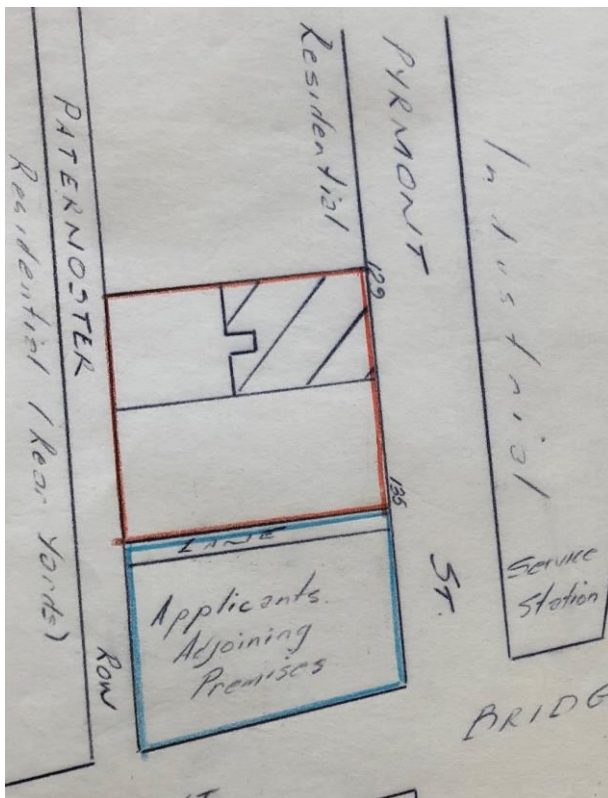 Residential
PYRMONT
Industrial
PATERNOSTER
Residential (Rear Yards)
129
135
LANE
Applicants
Adjoining
Premises
ST.
Service
Station
ROW
BRIDG